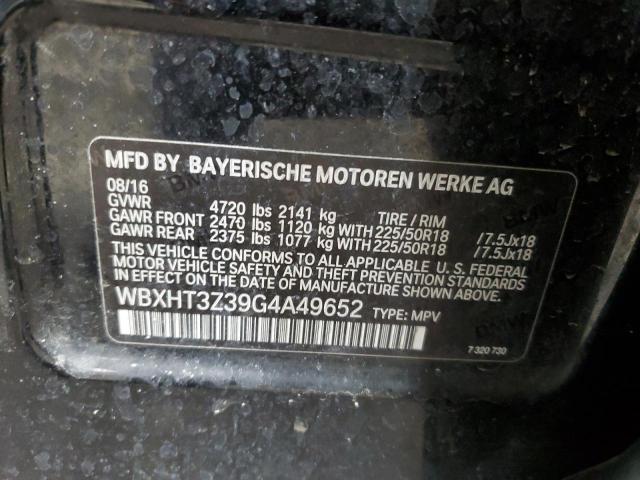 MFD BY BAYERISCHE MOTOREN WERKE AG
08/16
GVWR 4720 lbs 2141 kg TIRE / RIM
GAWR FRONT 2470 lbs 1120 kg WITH 225/50R18 / 7.5Jx18
GAWR REAR 2375 lbs 1077 kg WITH 225/50R18 / 7.5Jx18
THIS VEHICLE CONFORMS TO ALL APPLICABLE U.S. FEDERAL
MOTOR VEHICLE SAFETY AND THEFT PREVENTION STANDARDS
IN EFFECT ON THE DATE OF MANUFACTURE SHOWN ABOVE.
WBXHT3Z39G4A49652 TYPE: MPV
7 320 730